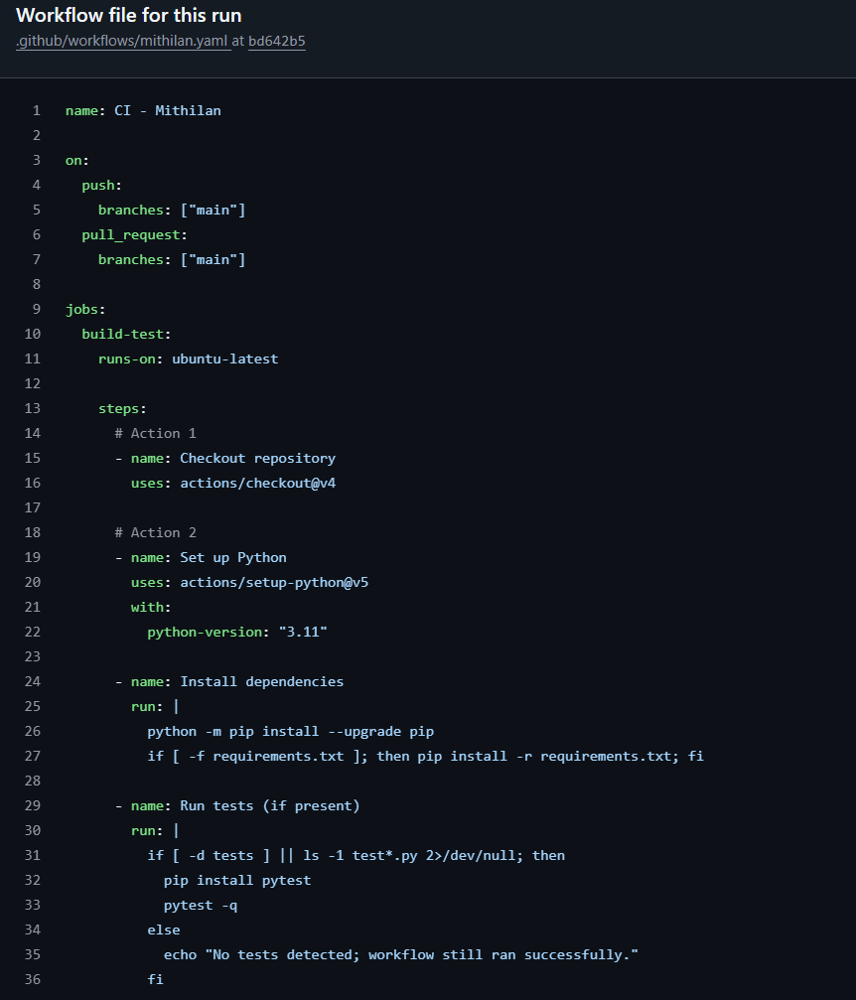 Workflow file for this run
.github/workflows/mithilan.yaml at bd642b5
1 name: CI - Mithilan
2
3 on:
4   push:
5     branches: ["main"]
6   pull_request:
7     branches: ["main"]
8
9 jobs:
10   build-test:
11     runs-on: ubuntu-latest
12
13     steps:
14       # Action 1
15       - name: Checkout repository
16         uses: actions/checkout@v4
17
18       # Action 2
19       - name: Set up Python
20         uses: actions/setup-python@v5
21         with:
22           python-version: "3.11"
23
24       - name: Install dependencies
25         run: |
26           python -m pip install --upgrade pip
27           if [ -f requirements.txt ]; then pip install -r requirements.txt; fi
28
29       - name: Run tests (if present)
30         run: |
31           if [ -d tests ] || ls -1 test*.py 2>/dev/null; then
32             pip install pytest
33             pytest -q
34           else
35             echo "No tests detected; workflow still ran successfully."
36           fi